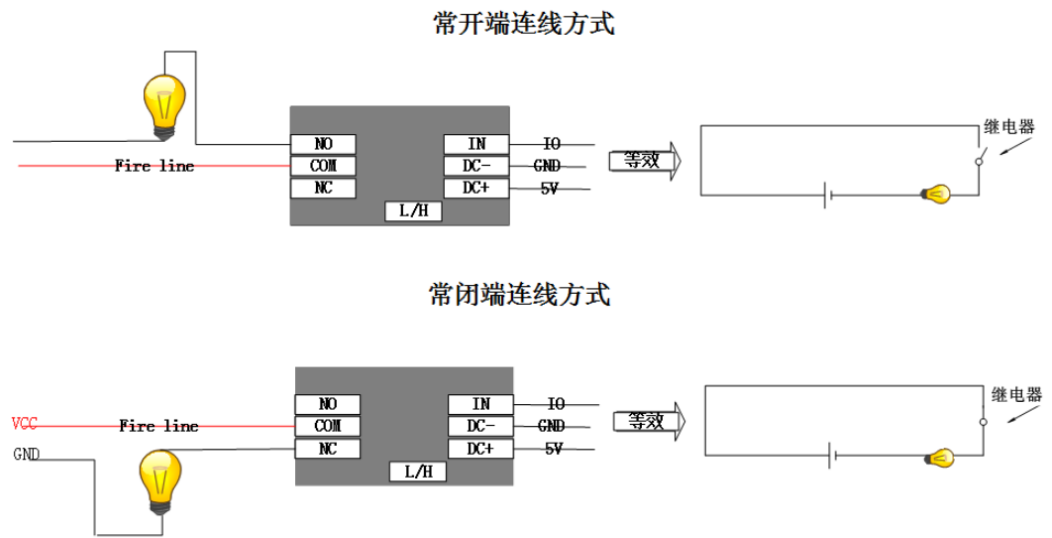 常开端连线方式
NO
IN
IO
Fire line
COM
DC-
GND
NC
DC+
5V
L/H
等效
继电器
常闭端连线方式
NO
IN
IO
VCC
Fire line
COM
DC-
GND
GND
NC
DC+
5V
L/H
等效
继电器